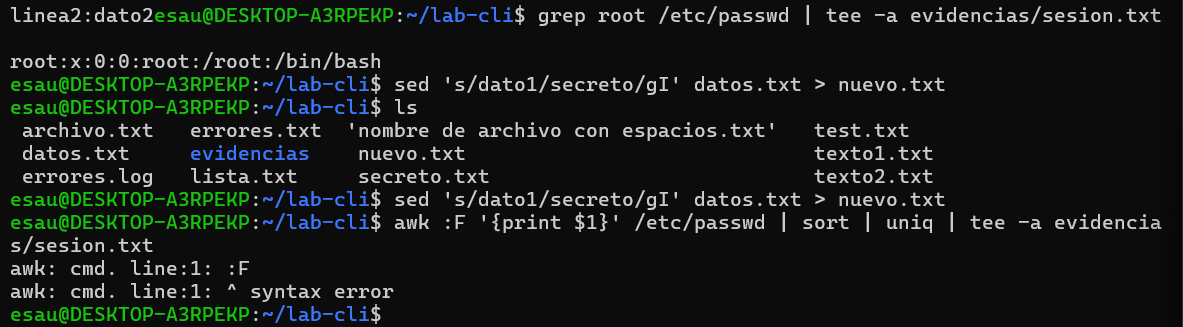 linea2:dato2esau@DESKTOP-A3RPEKP:~/lab-cli$ grep root /etc/passwd | tee -a evidencias/sesion.txt
root:x:0:0:root:/root:/bin/bash
esau@DESKTOP-A3RPEKP:~/lab-cli$ sed 's/dato1/secreto/gI' datos.txt > nuevo.txt
esau@DESKTOP-A3RPEKP:~/lab-cli$ ls
 archivo.txt   errores.txt  'nombre de archivo con espacios.txt'   test.txt
 datos.txt     evidencias    nuevo.txt                             texto1.txt
 errores.log   lista.txt     secreto.txt                           texto2.txt
esau@DESKTOP-A3RPEKP:~/lab-cli$ sed 's/dato1/secreto/gI' datos.txt > nuevo.txt
esau@DESKTOP-A3RPEKP:~/lab-cli$ awk :F '{print $1}' /etc/passwd | sort | uniq | tee -a evidencia
s/sesion.txt
awk: cmd. line:1: :F
awk: cmd. line:1: ^ syntax error
esau@DESKTOP-A3RPEKP:~/lab-cli$